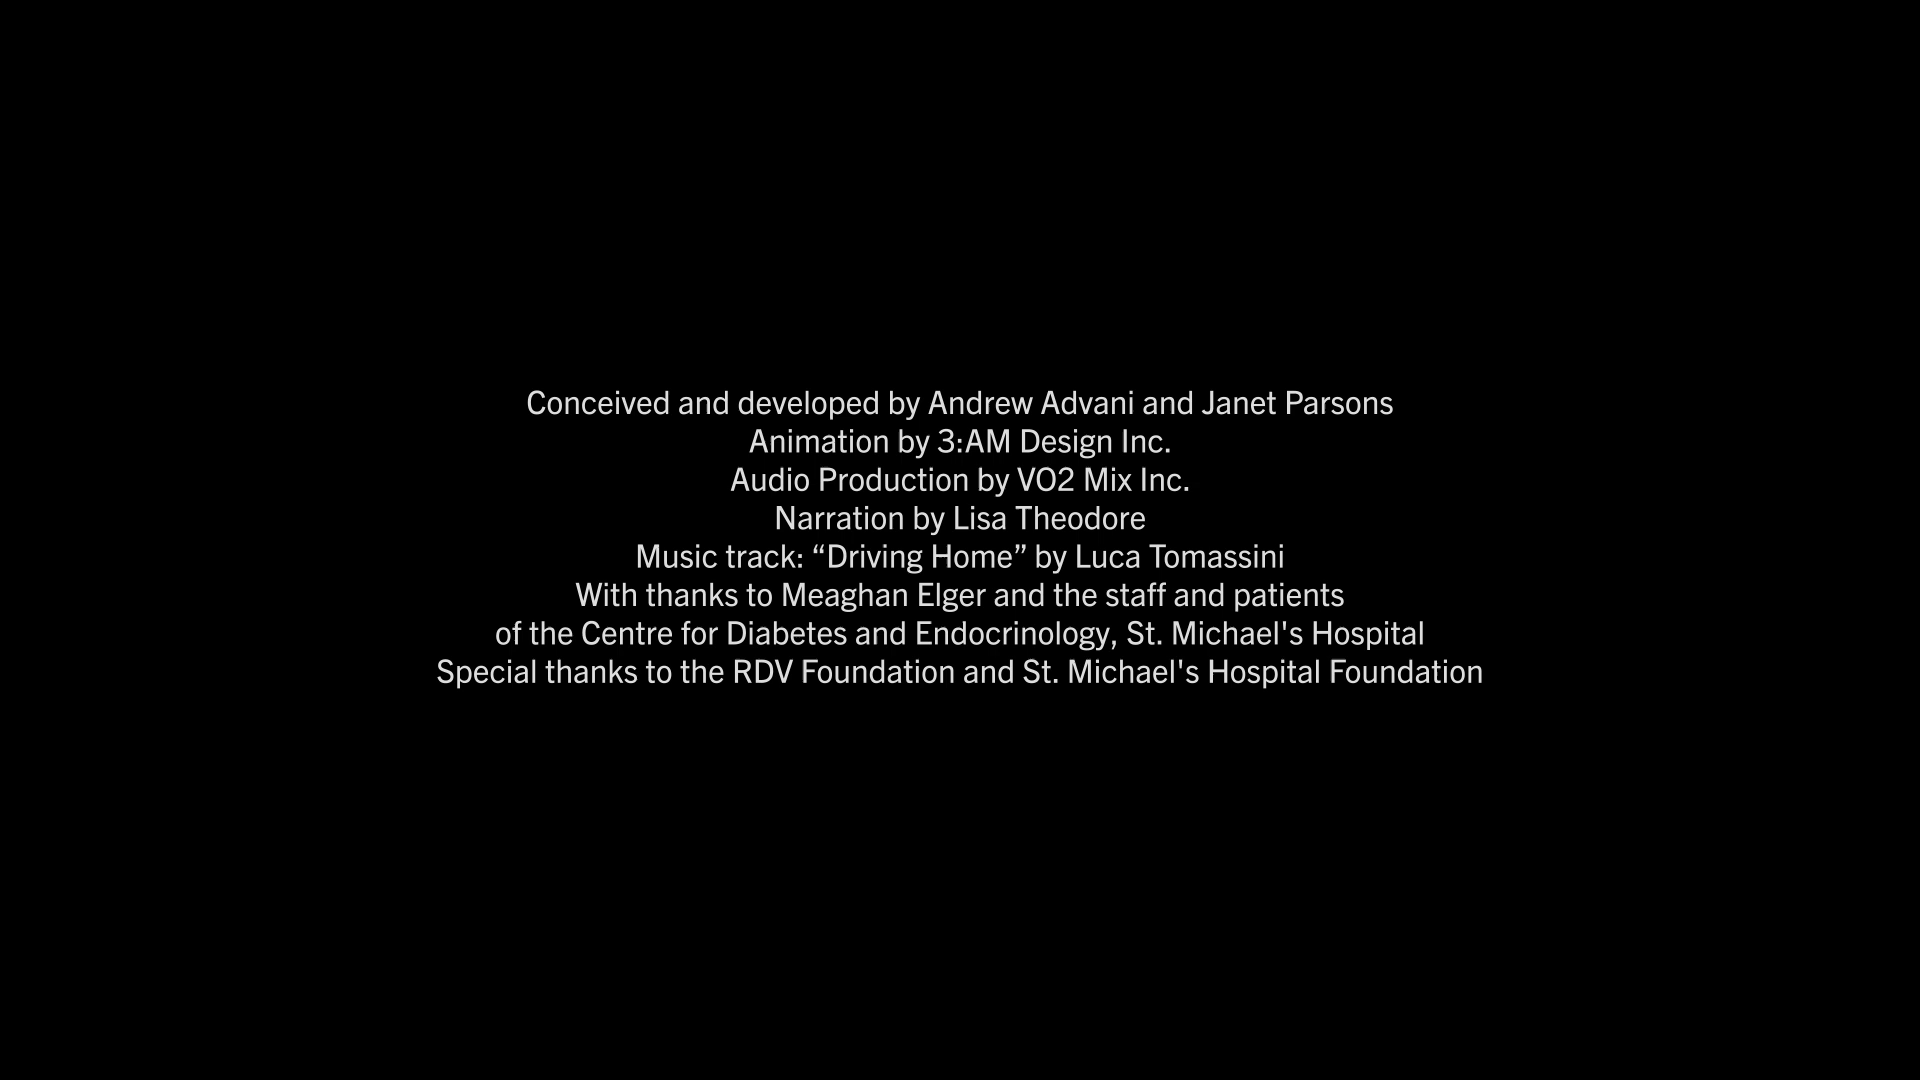 Conceived and developed by Andrew Advani and Janet Parsons
Animation by 3:AM Design Inc.
Audio Production by VO2 Mix Inc.
Narration by Lisa Theodore
Music track: “Driving Home” by Luca Tomassini
With thanks to Meaghan Elger and the staff and patients
of the Centre for Diabetes and Endocrinology, St. Michael's Hospital
Special thanks to the RDV Foundation and St. Michael's Hospital Foundation